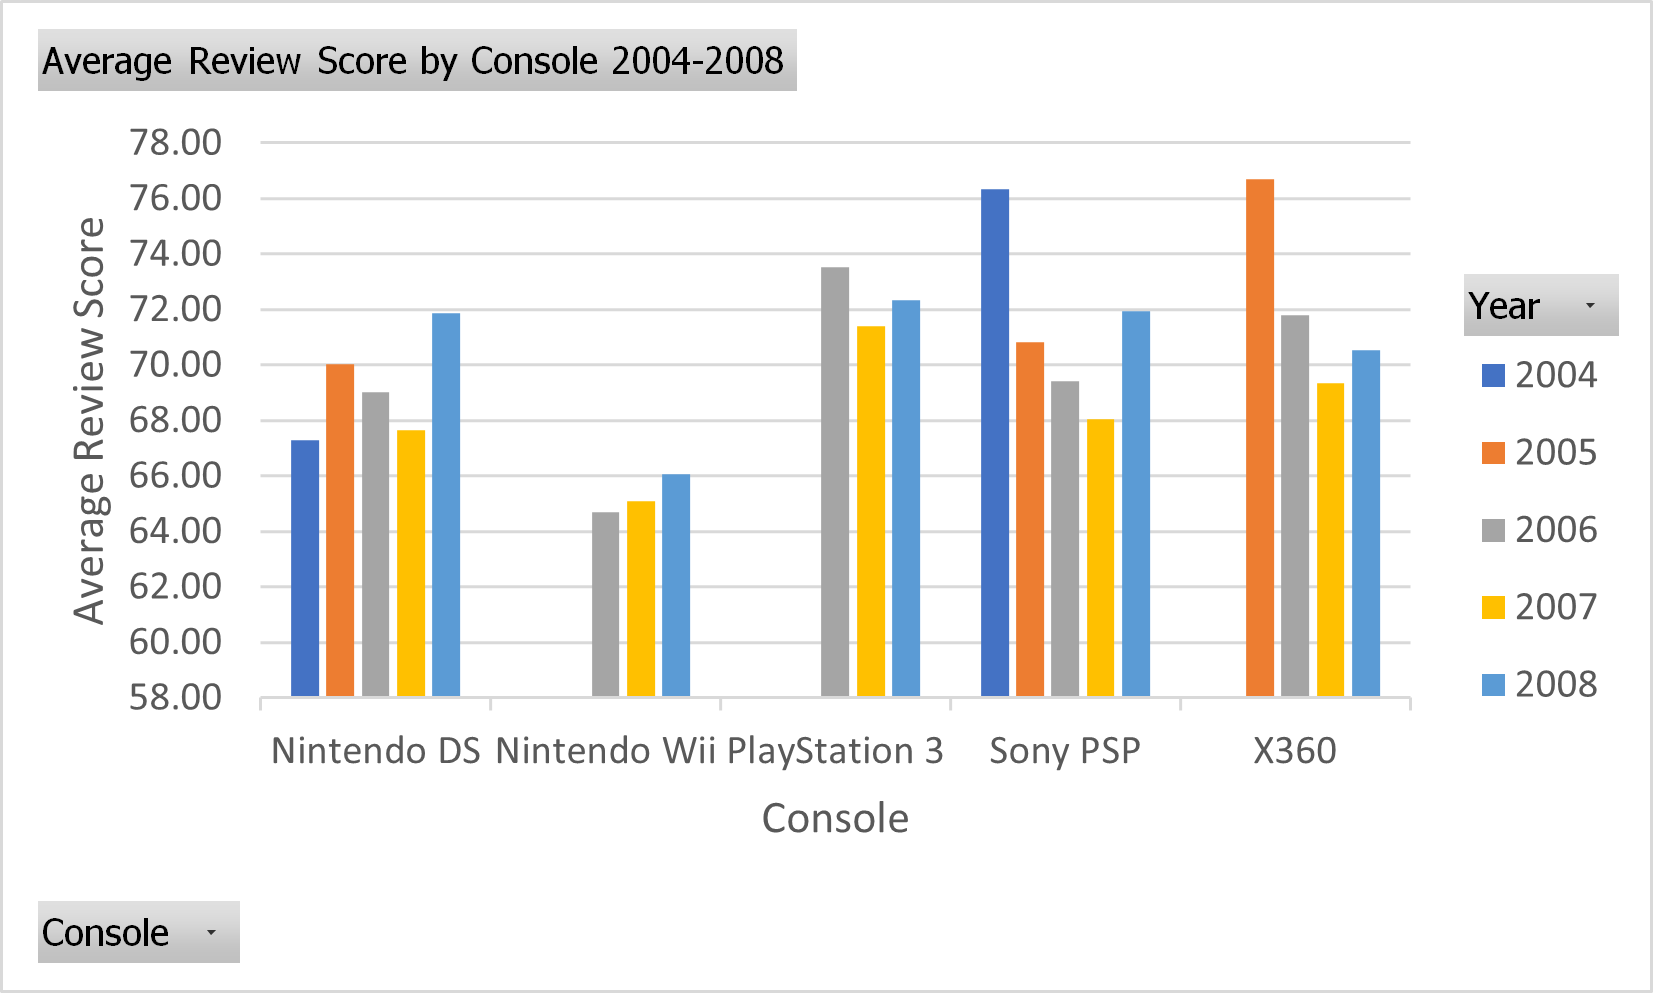 Average Review Score by Console 2004-2008
78.00
76.00
74.00
72.00
70.00
68.00
66.00
64.00
62.00
60.00
58.00
Average Review Score
Nintendo DS Nintendo Wii PlayStation 3 Sony PSP X360
Console
Year
2004
2005
2006
2007
2008
Console